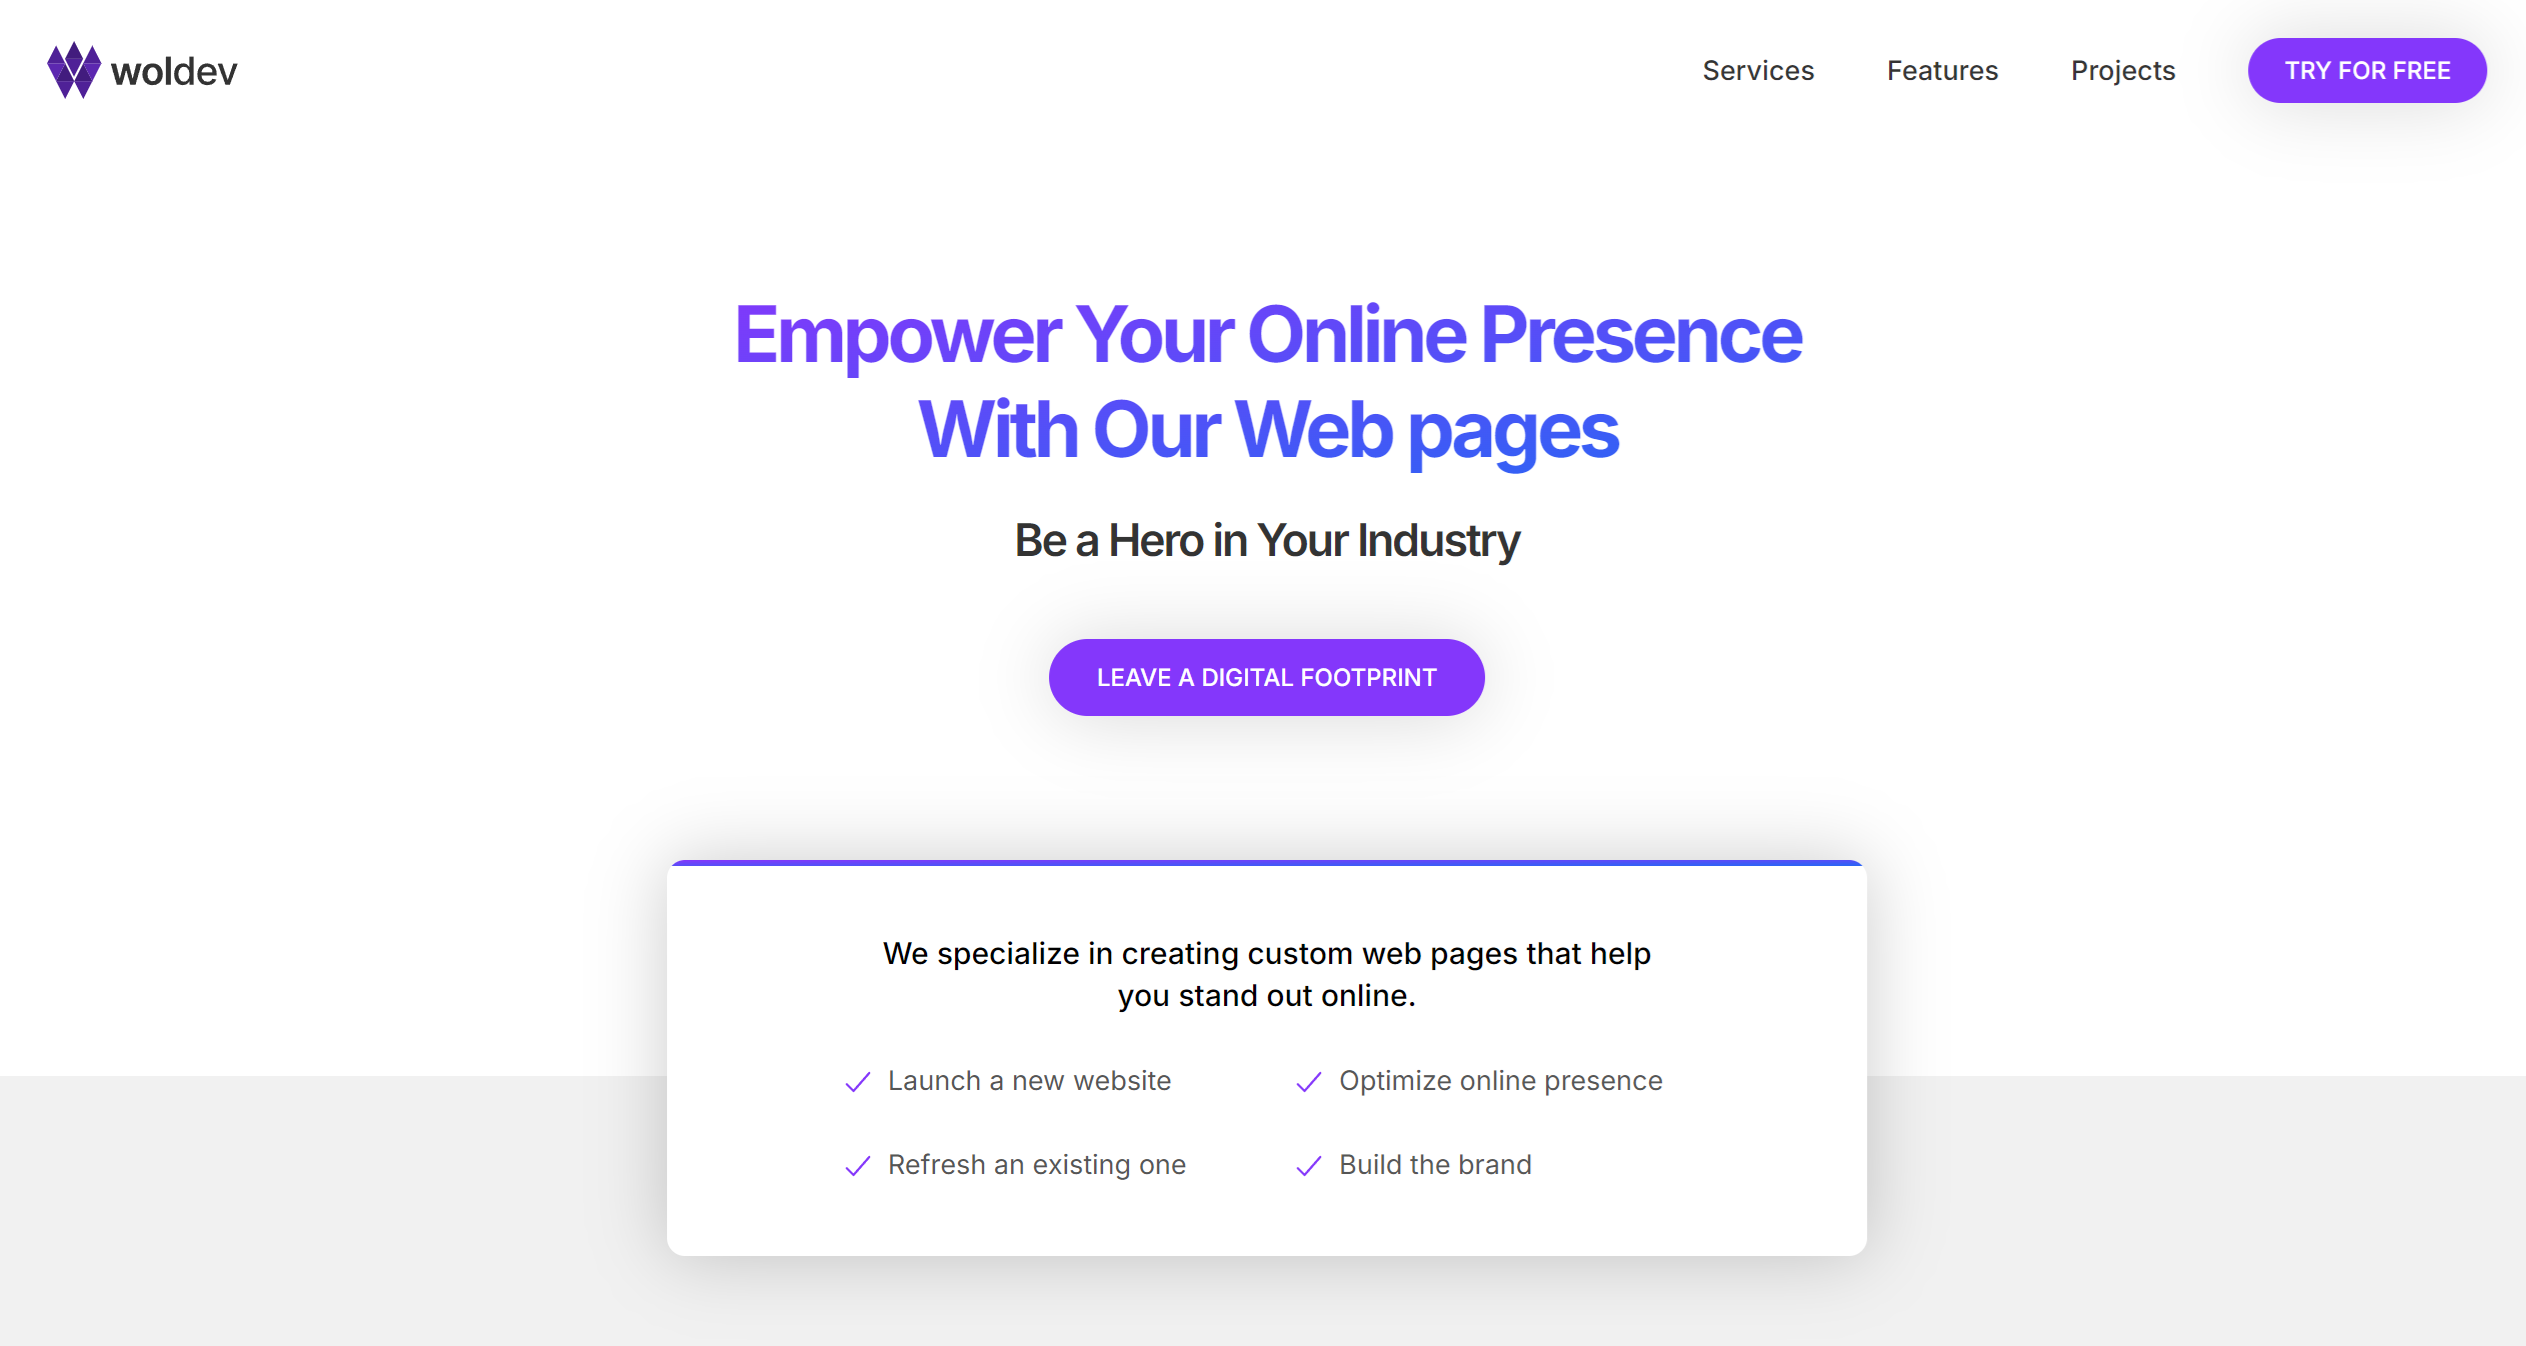 woldev
Services
Features
Projects
TRY FOR FREE
Empower Your Online Presence
With Our Web pages
Be a Hero in Your Industry
LEAVE A DIGITAL FOOTPRINT
We specialize in creating custom web pages that help
you stand out online.
Launch a new website
Optimize online presence
Refresh an existing one
Build the brand